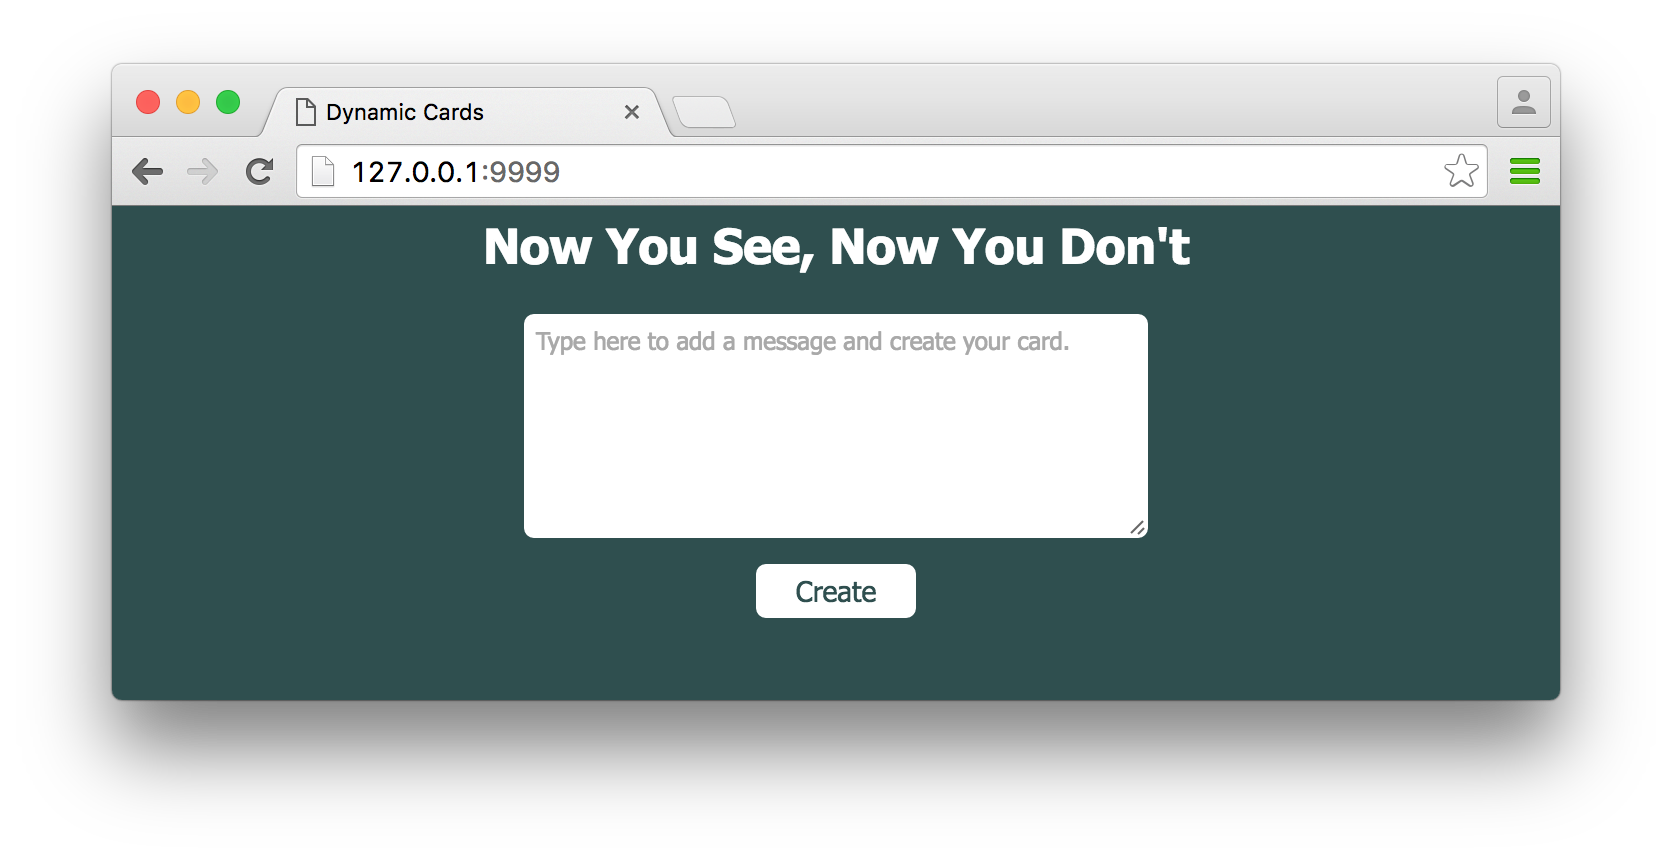 Dynamic Cards
127.0.0.1:9999
Now You See, Now You Don't
Type here to add a message and create your card.
Create